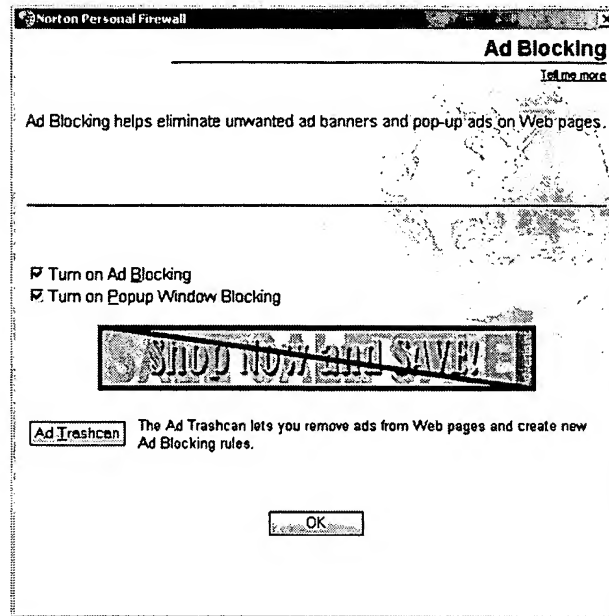 Norton Personal Firewall
Ad Blocking
Tell me more
Ad Blocking helps eliminate unwanted ad banners and pop-up ads on Web pages.
Turn on Ad Blocking
Turn on Popup Window Blocking
Shop Now and SAVE!
Ad Trashcan
The Ad Trashcan lets you remove ads from Web pages and create new
Ad Blocking rules.
OK